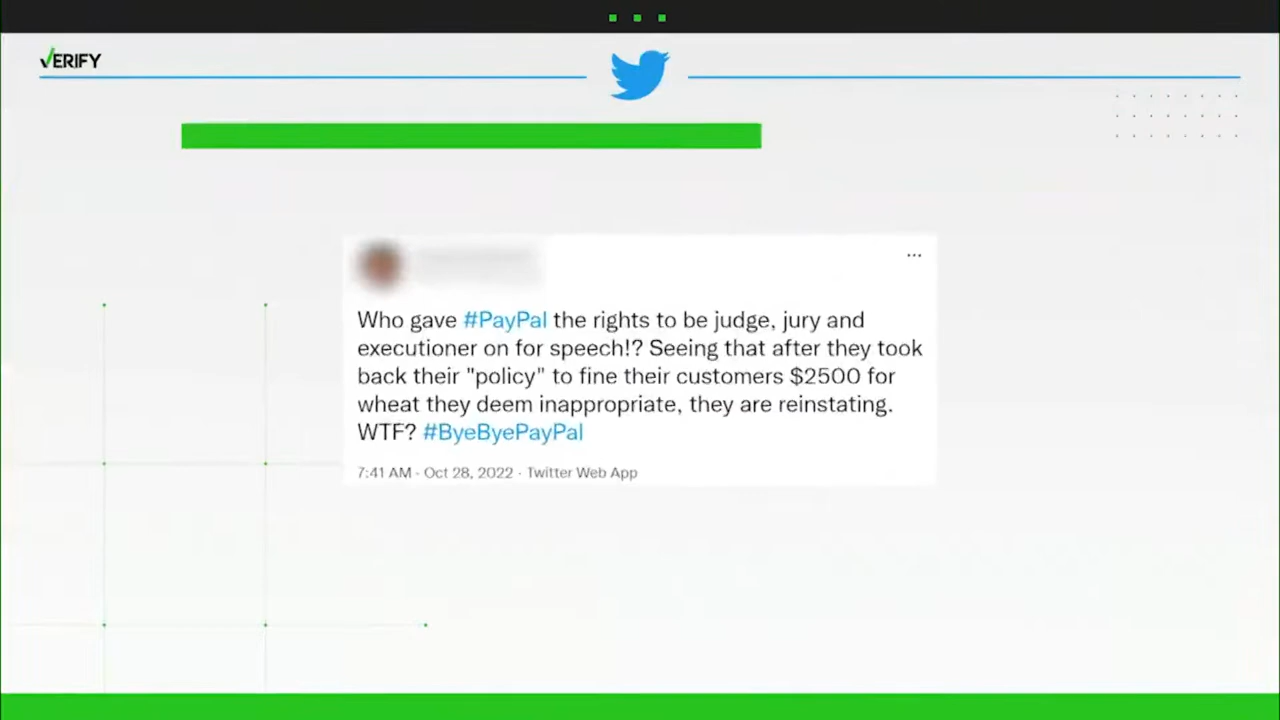 VERIFY
Who gave #PayPal the rights to be judge, jury and
executioner on for speech!? Seeing that after they took
back their "policy" to fine their customers $2500 for
wheat they deem inappropriate, they are reinstating.
WTF? #ByeByePayPal
7:41 AM · Oct 28, 2022 · Twitter Web App